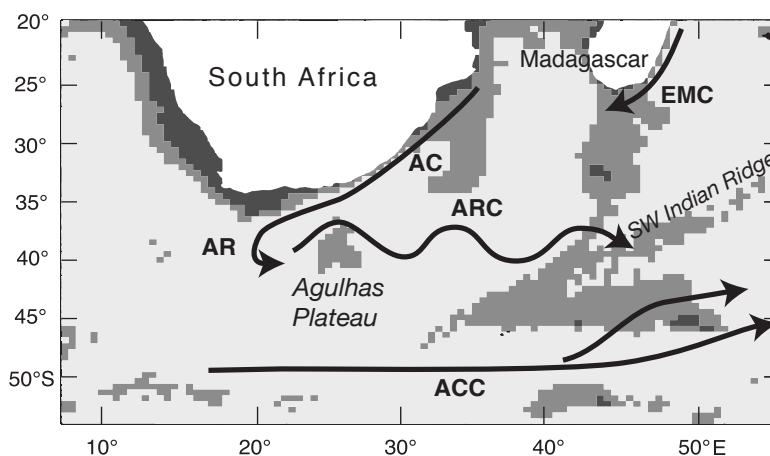 20°
South Africa
Madagascar
25°
EMC
30°
AC
35°
ARC
SW Indian Ridge
AR
40°
Agulhas
Plateau
45°
50°S
ACC
10°
20°
30°
40°
50°E